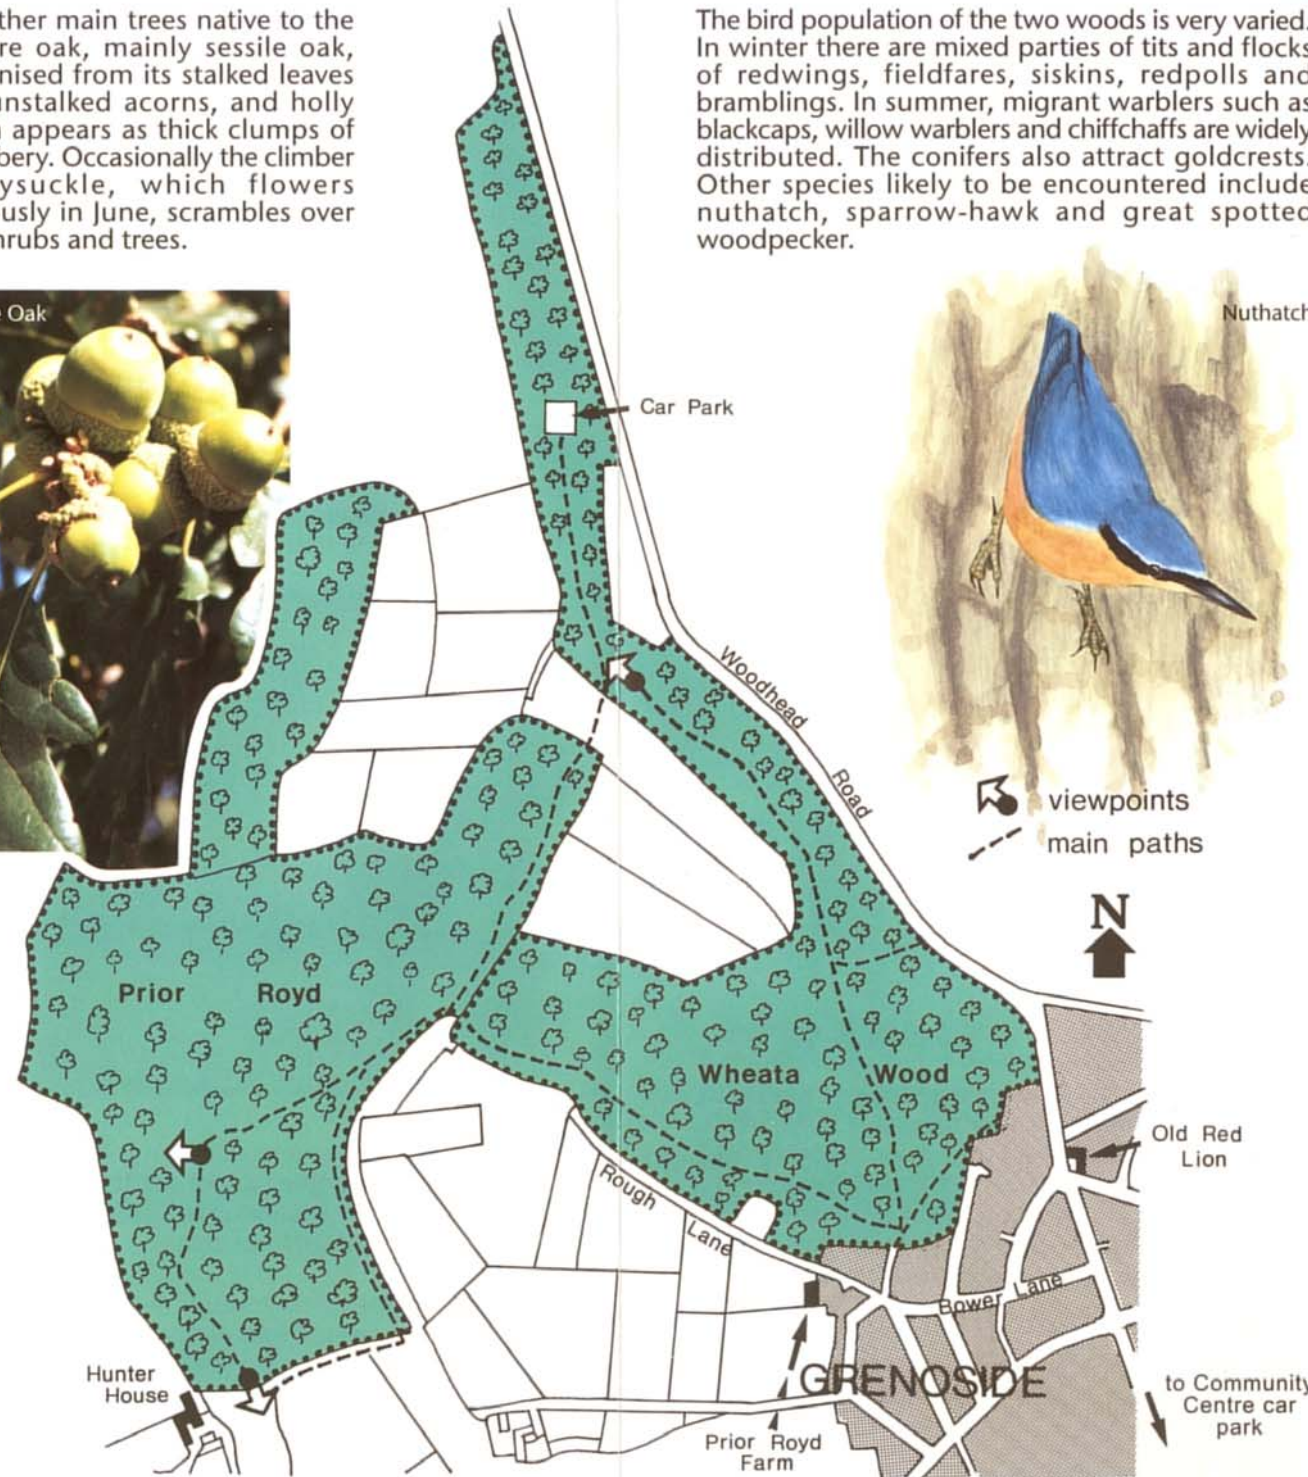 ther main trees native to the
re oak, mainly sessile oak,
nised from its stalked leaves
unstalked acorns, and holly
appears as thick clumps of
bery. Occasionally the climber
ysuckle, which flowers
usly in June, scrambles over
hrubs and trees.
The bird population of the two woods is very varied.
In winter there are mixed parties of tits and flocks
of redwings, fieldfares, siskins, redpolls and
bramblings. In summer, migrant warblers such as
blackcaps, willow warblers and chiffchaffs are widely
distributed. The conifers also attract goldcrests.
Other species likely to be encountered include
nuthatch, sparrow-hawk and great spotted
woodpecker.
Oak
Nuthatch
Car Park
Woodhead
Road
viewpoints
main paths
N
Prior Royd
Wheata Wood
Old Red
Lion
Rough
Lane
Bower Lane
Hunter
House
GRENOSIDE
to Community
Centre car
park
Prior Royd
Farm